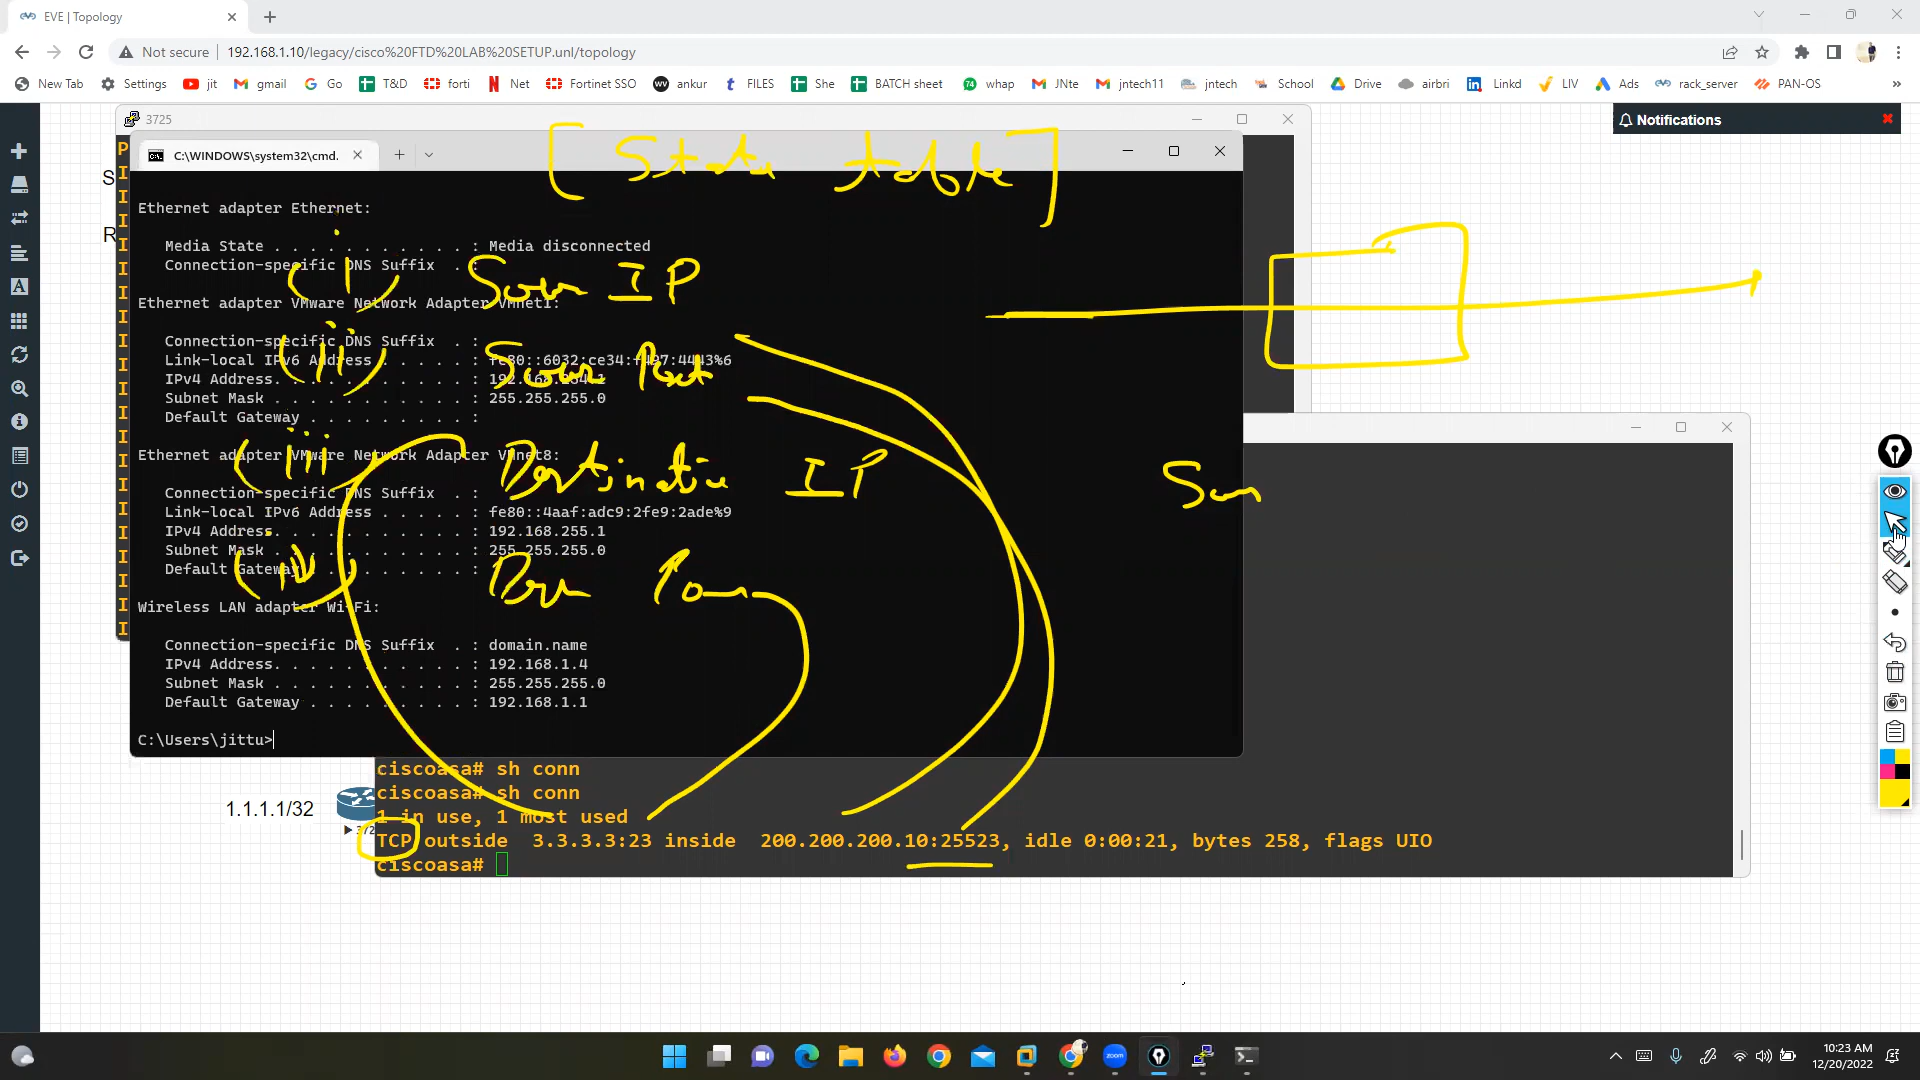 EVE | Topology
Not secure 192.168.1.10/legacy/cisco%20FTD%20LAB%20SETUP.unl/topology
New Tab Settings jit gmail Go T&D forti Net Fortinet SSO ankur FILES She BATCH sheet whap JNte jntech11 jntech School Drive airbri Linkd LIV Ads rack_server PAN-OS »
Notifications
3725
C:\WINDOWS\system32\cmd.
[ State table ]
Ethernet adapter Ethernet:
Media State . . . . . . . . . . . : Media disconnected
Connection-specific DNS Suffix . :
(i) Sour IP
Ethernet adapter VMware Network Adapter VMnet1:
Connection-specific DNS Suffix . :
Link-local IPv6 Address . . . . . : fe80::6032:ce34:f497:4443%6
(ii) Sour Port
IPv4 Address. . . . . . . . . . . : 192.168.234.1
Subnet Mask . . . . . . . . . . . : 255.255.255.0
Default Gateway . . . . . . . . . :
Ethernet adapter VMware Network Adapter VMnet8:
(iii) Destinatie IP
Connection-specific DNS Suffix . :
Link-local IPv6 Address . . . . . : fe80::4aaf:adc9:2fe9:2ade%9
IPv4 Address. . . . . . . . . . . : 192.168.255.1
Subnet Mask . . . . . . . . . . . : 255.255.255.0
Default Gateway . . . . . . . . . :
(iv)
Wireless LAN adapter Wi-Fi:
Connection-specific DNS Suffix . : domain.name
IPv4 Address. . . . . . . . . . . : 192.168.1.4
Subnet Mask . . . . . . . . . . . : 255.255.255.0
Default Gateway . . . . . . . . . : 192.168.1.1
C:\Users\jittu>
ciscoasa# sh conn
ciscoasa# sh conn
1 in use, 1 most used
TCP outside 3.3.3.3:23 inside 200.200.200.10:25523, idle 0:00:21, bytes 258, flags UIO
ciscoasa#
1.1.1.1/32
372
S
R
P
10:23 AM
12/20/2022